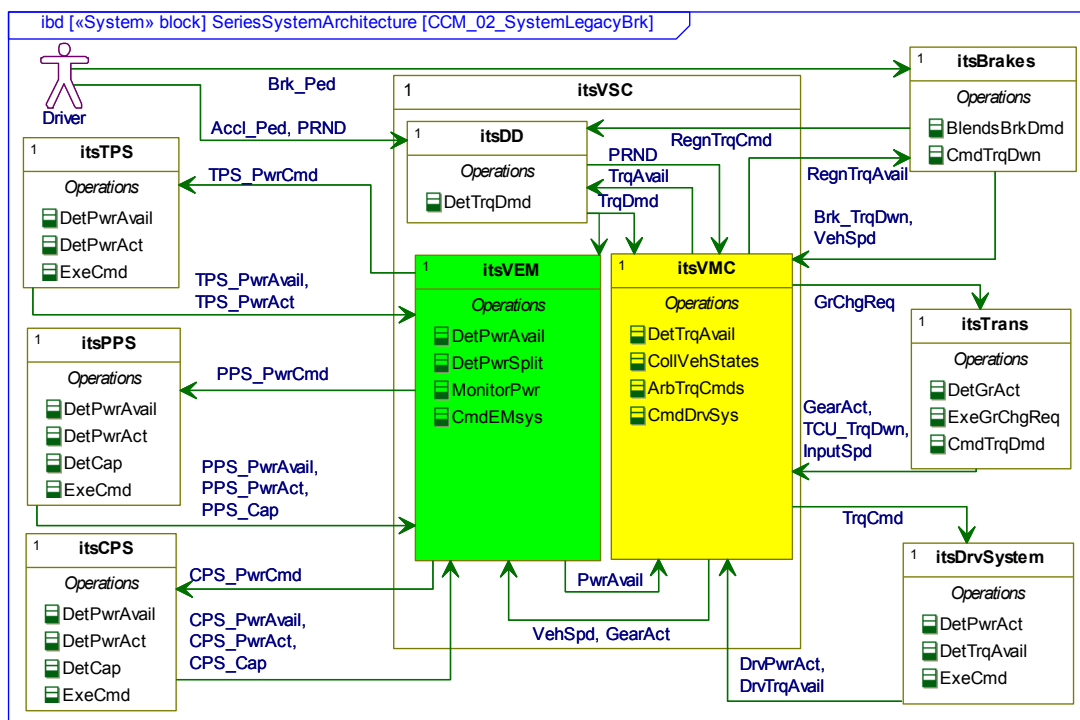 ibd [«System» block] SeriesSystemArchitecture [CCM_02_SystemLegacyBrk]
Driver
Brk_Ped
Accl_Ped, PRND
1
itsBrakes
Operations
BlendsBrkDmd
CmdTrqDwn
1
itsVSC
1
itsDD
Operations
DetTrqDmd
RegnTrqCmd
PRND
TrqAvail
TrqDmd
RegnTrqAvail
Brk_TrqDwn,
VehSpd
1
itsTPS
Operations
DetPwrAvail
DetPwrAct
ExeCmd
TPS_PwrCmd
TPS_PwrAvail,
TPS_PwrAct
1
itsVEM
Operations
DetPwrAvail
DetPwrSplit
MonitorPwr
CmdEMsys
1
itsVMC
Operations
DetTrqAvail
CollVehStates
ArbTrqCmds
CmdDrvSys
GrChgReq
1
itsTrans
Operations
DetGrAct
ExeGrChgReq
CmdTrqDmd
GearAct,
TCU_TrqDwn,
InputSpd
1
itsPPS
Operations
DetPwrAvail
DetPwrAct
DetCap
ExeCmd
PPS_PwrCmd
PPS_PwrAvail,
PPS_PwrAct,
PPS_Cap
TrqCmd
1
itsCPS
Operations
DetPwrAvail
DetPwrAct
DetCap
ExeCmd
CPS_PwrCmd
CPS_PwrAvail,
CPS_PwrAct,
CPS_Cap
PwrAvail
VehSpd, GearAct
1
itsDrvSystem
Operations
DetPwrAct
DetTrqAvail
ExeCmd
DrvPwrAct,
DrvTrqAvail